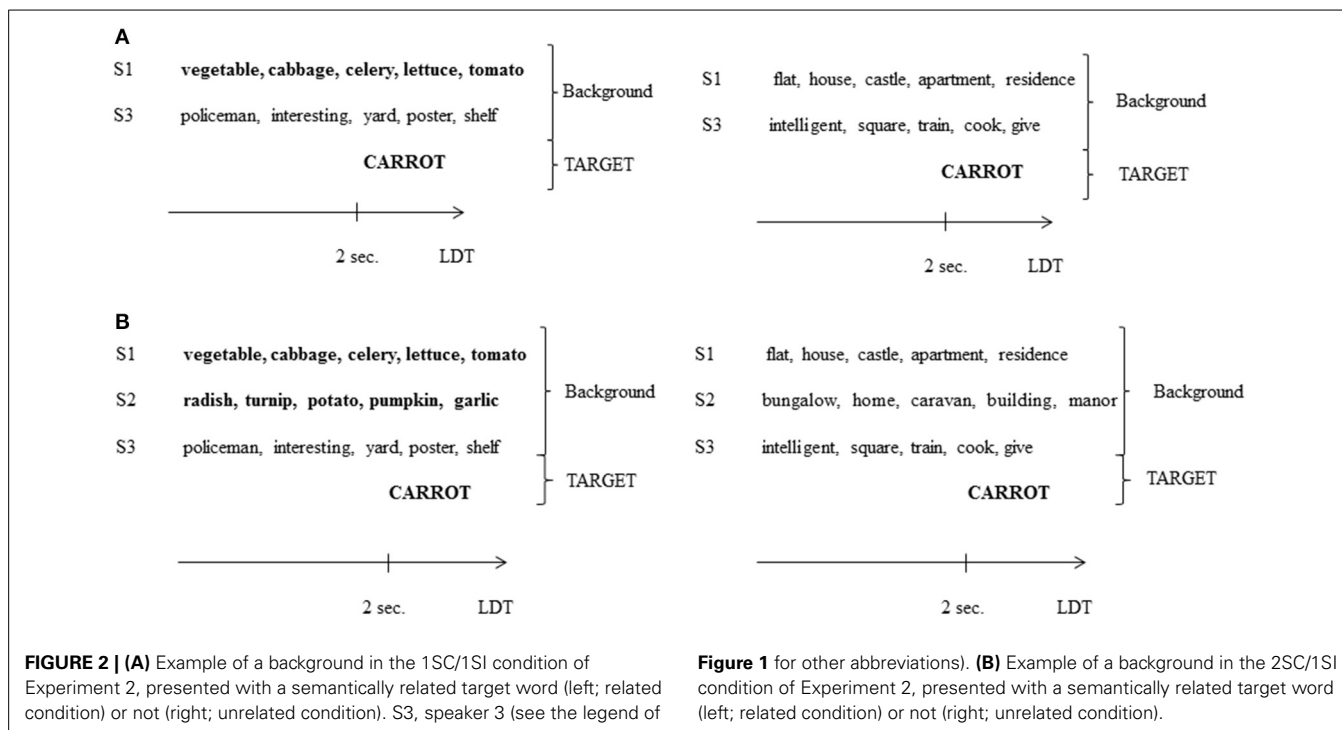 A
S1 vegetable, cabbage, celery, lettuce, tomato
S3 policeman, interesting, yard, poster, shelf
Background
CARROT
TARGET
2 sec. LDT
S1 flat, house, castle, apartment, residence
S3 intelligent, square, train, cook, give
Background
CARROT
TARGET
2 sec. LDT
B
S1 vegetable, cabbage, celery, lettuce, tomato
S2 radish, turnip, potato, pumpkin, garlic
Background
S3 policeman, interesting, yard, poster, shelf
CARROT
TARGET
2 sec. LDT
S1 flat, house, castle, apartment, residence
S2 bungalow, home, caravan, building, manor
Background
S3 intelligent, square, train, cook, give
CARROT
TARGET
2 sec. LDT
FIGURE 2 | (A) Example of a background in the 1SC/1SI condition of
Experiment 2, presented with a semantically related target word (left; related
condition) or not (right; unrelated condition). S3, speaker 3 (see the legend of
Figure 1 for other abbreviations). (B) Example of a background in the 2SC/1SI
condition of Experiment 2, presented with a semantically related target word
(left; related condition) or not (right; unrelated condition).